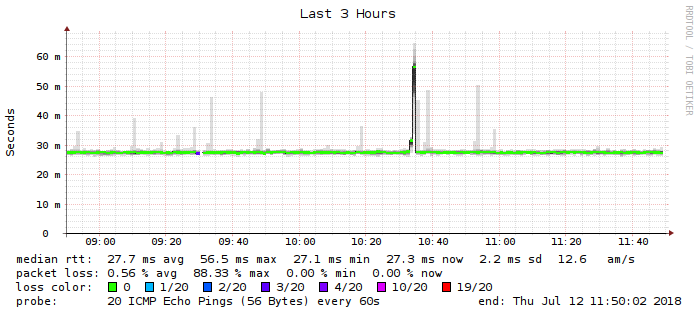 Last 3 Hours
RRDTOOL / TOBI OETIKER
Seconds
60 m
50 m
40 m
30 m
20 m
10 m
0
09:00 09:20 09:40 10:00 10:20 10:40 11:00 11:20 11:40
median rtt: 27.7 ms avg 56.5 ms max 27.1 ms min 27.3 ms now 2.2 ms sd 12.6 am/s
packet loss: 0.56 % avg 88.33 % max 0.00 % min 0.00 % now
loss color: 0 1/20 2/20 3/20 4/20 10/20 19/20
probe: 20 ICMP Echo Pings (56 Bytes) every 60s end: Thu Jul 12 11:50:02 2018